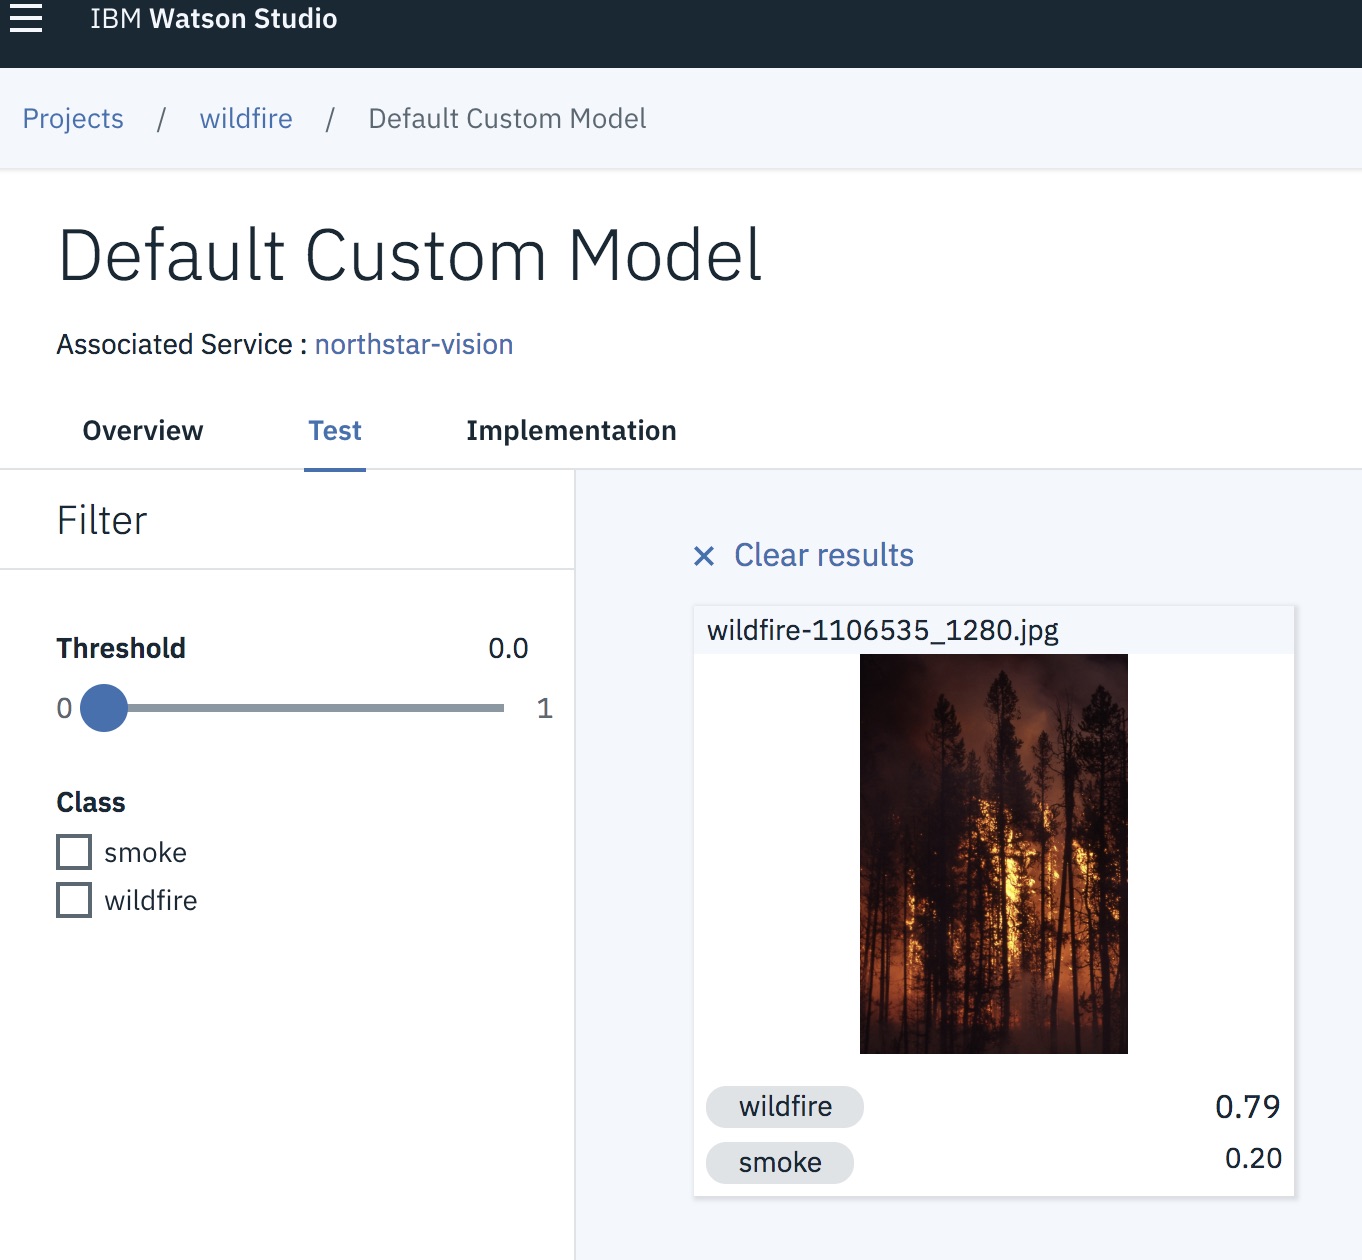 IBM Watson Studio
Projects / wildfire / Default Custom Model
Default Custom Model
Associated Service : northstar-vision
Overview Test Implementation
Filter
Threshold 0.0
0 1
Class
smoke
wildfire
× Clear results
wildfire-1106535_1280.jpg
wildfire 0.79
smoke 0.20